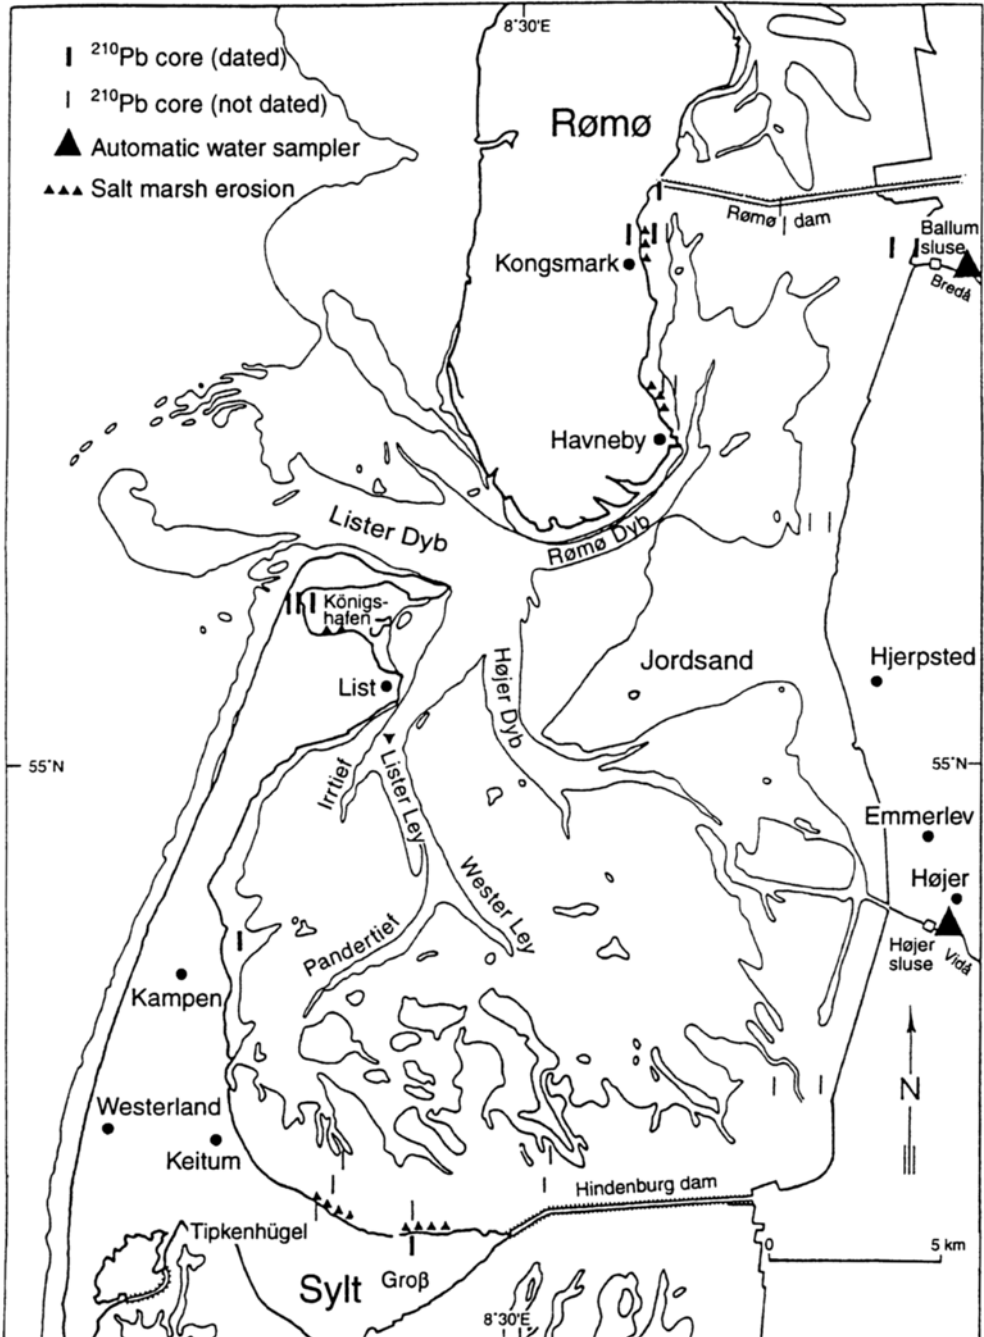 8°30'E
²¹⁰Pb core (dated)
²¹⁰Pb core (not dated)
Automatic water sampler
Salt marsh erosion
Rømø
Rømø dam
Ballum
sluse
Bredå
Kongsmark
Havneby
Lister Dyb
Rømø Dyb
Königs-
hafen
List
Højer Dyb
Jordsand
Hjerpsted
55°N
55°N
Irrtief
Lister Ley
Emmerlev
Højer
Wester Ley
Pandertief
Højer
sluse
Vidå
Kampen
N
Westerland
Keitum
Hindenburg dam
Tipkenhügel
0
5 km
Sylt
Groβ
8°30'E